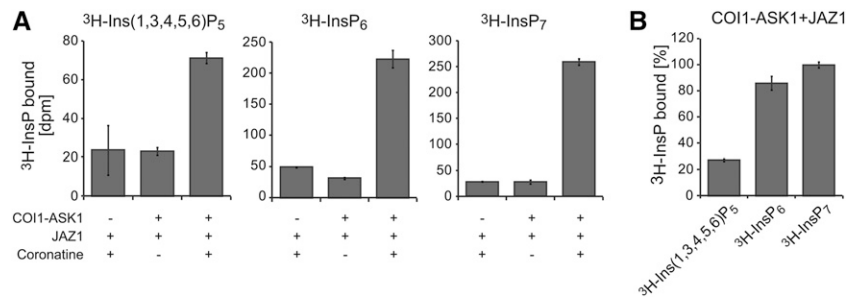 A
³H-Ins(1,3,4,5,6)P₅
³H-InsP₆
³H-InsP₇
³H-InsP bound
[dpm]
80
60
40
20
0
250
200
150
100
50
0
300
250
200
150
100
50
0
COI1-ASK1 - + + - + + - + +
JAZ1 + + + + + + + + +
Coronatine + - + + - + + - +
B
COI1-ASK1+JAZ1
³H-InsP bound [%]
120
100
80
60
40
20
0
³H-Ins(1,3,4,5,6)P₅
³H-InsP₆
³H-InsP₇